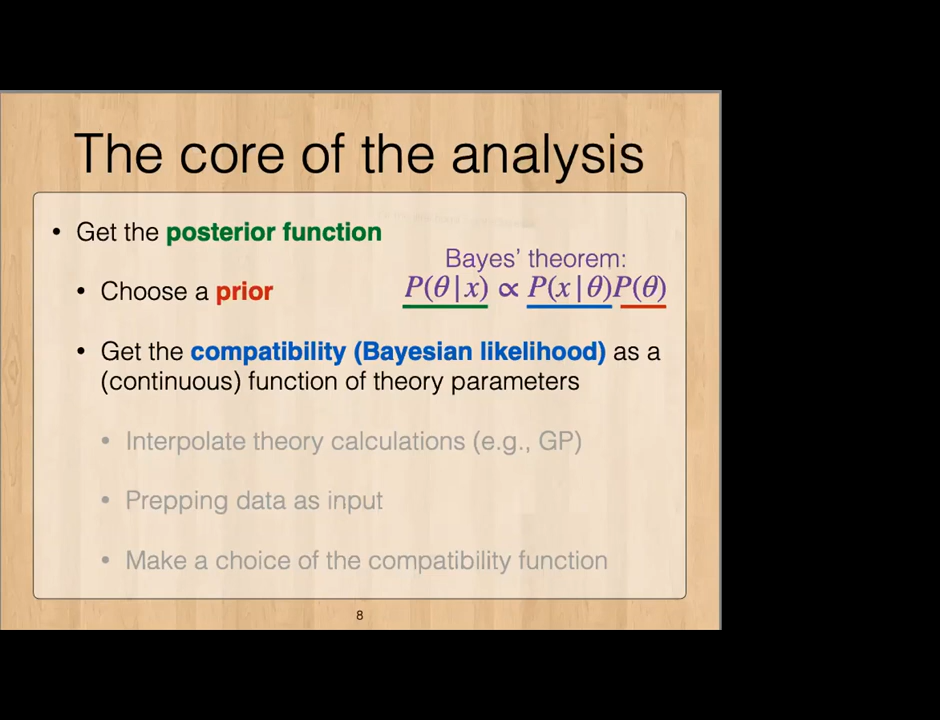 The core of the analysis
• Get the posterior function
Bayes’ theorem:
P(θ|x) ∝ P(x|θ)P(θ)
• Choose a prior
• Get the compatibility (Bayesian likelihood) as a
(continuous) function of theory parameters
• Interpolate theory calculations (e.g., GP)
• Prepping data as input
• Make a choice of the compatibility function
8